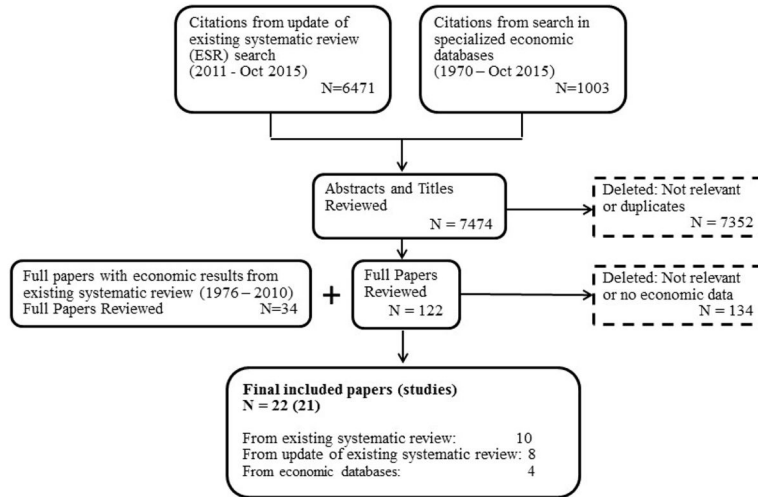 Citations from update of
existing systematic review
(ESR) search
(2011 - Oct 2015)
N=6471
Citations from search in
specialized economic
databases
(1970 – Oct 2015)
N=1003
Abstracts and Titles
Reviewed
N = 7474
Deleted: Not relevant
or duplicates
N = 7352
Full papers with economic results from
existing systematic review (1976 – 2010)
Full Papers Reviewed N=34
+
Full Papers
Reviewed
N = 122
Deleted: Not relevant
or no economic data
N = 134
Final included papers (studies)
N = 22 (21)
From existing systematic review: 10
From update of existing systematic review: 8
From economic databases: 4